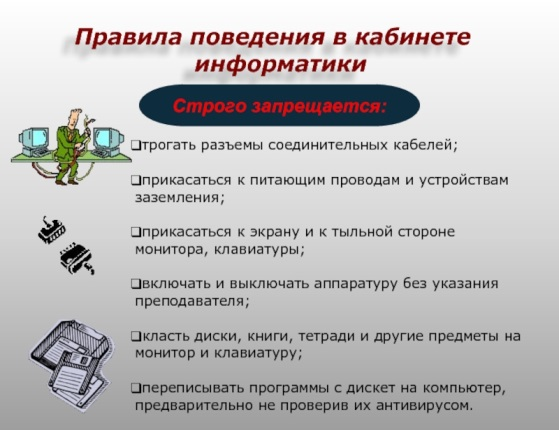 Правила поведения в кабинете
информатики
Строго запрещается:
❑трогать разъемы соединительных кабелей;
❑прикасаться к питающим проводам и устройствам
заземления;
❑прикасаться к экрану и к тыльной стороне
монитора, клавиатуры;
❑включать и выключать аппаратуру без указания
преподавателя;
❑класть диски, книги, тетради и другие предметы на
монитор и клавиатуру;
❑переписывать программы с дискет на компьютер,
предварительно не проверив их антивирусом.